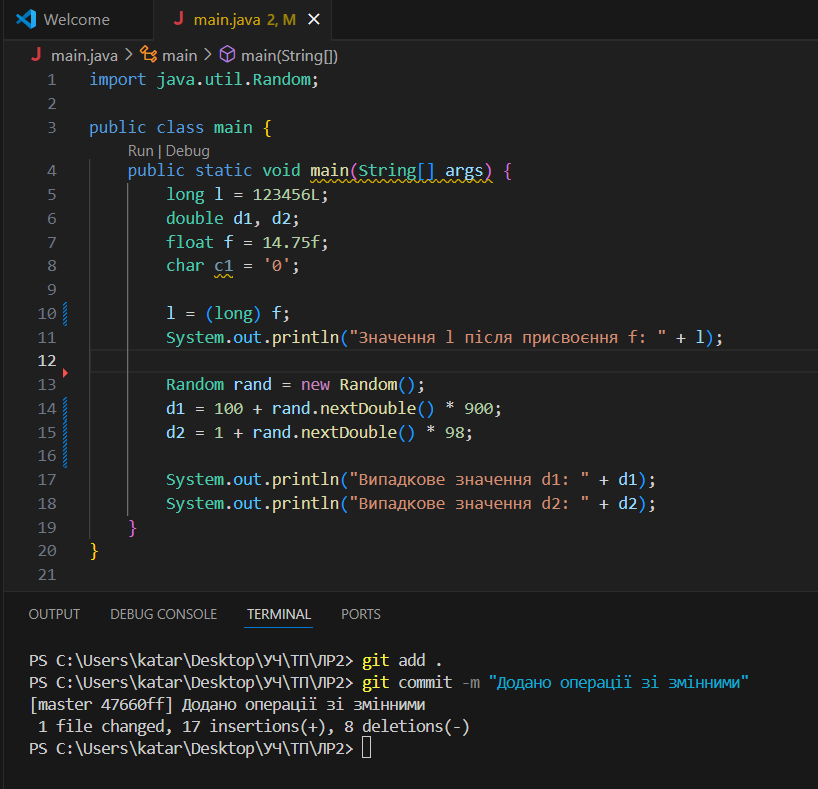 Welcome
J main.java 2, M ×
J main.java > main > main(String[])
1 import java.util.Random;
2
3 public class main {
Run | Debug
4 public static void main(String[] args) {
5 long l = 123456L;
6 double d1, d2;
7 float f = 14.75f;
8 char c1 = '0';
9
10 l = (long) f;
11 System.out.println("Значення l після присвоєння f: " + l);
12
13 Random rand = new Random();
14 d1 = 100 + rand.nextDouble() * 900;
15 d2 = 1 + rand.nextDouble() * 98;
16
17 System.out.println("Випадкове значення d1: " + d1);
18 System.out.println("Випадкове значення d2: " + d2);
19 }
20 }
21
OUTPUT DEBUG CONSOLE TERMINAL PORTS
PS C:\Users\katar\Desktop\УЧ\ТП\ЛР2> git add .
PS C:\Users\katar\Desktop\УЧ\ТП\ЛР2> git commit -m "Додано операції зі змінними"
[master 47660ff] Додано операції зі змінними
1 file changed, 17 insertions(+), 8 deletions(-)
PS C:\Users\katar\Desktop\УЧ\ТП\ЛР2>